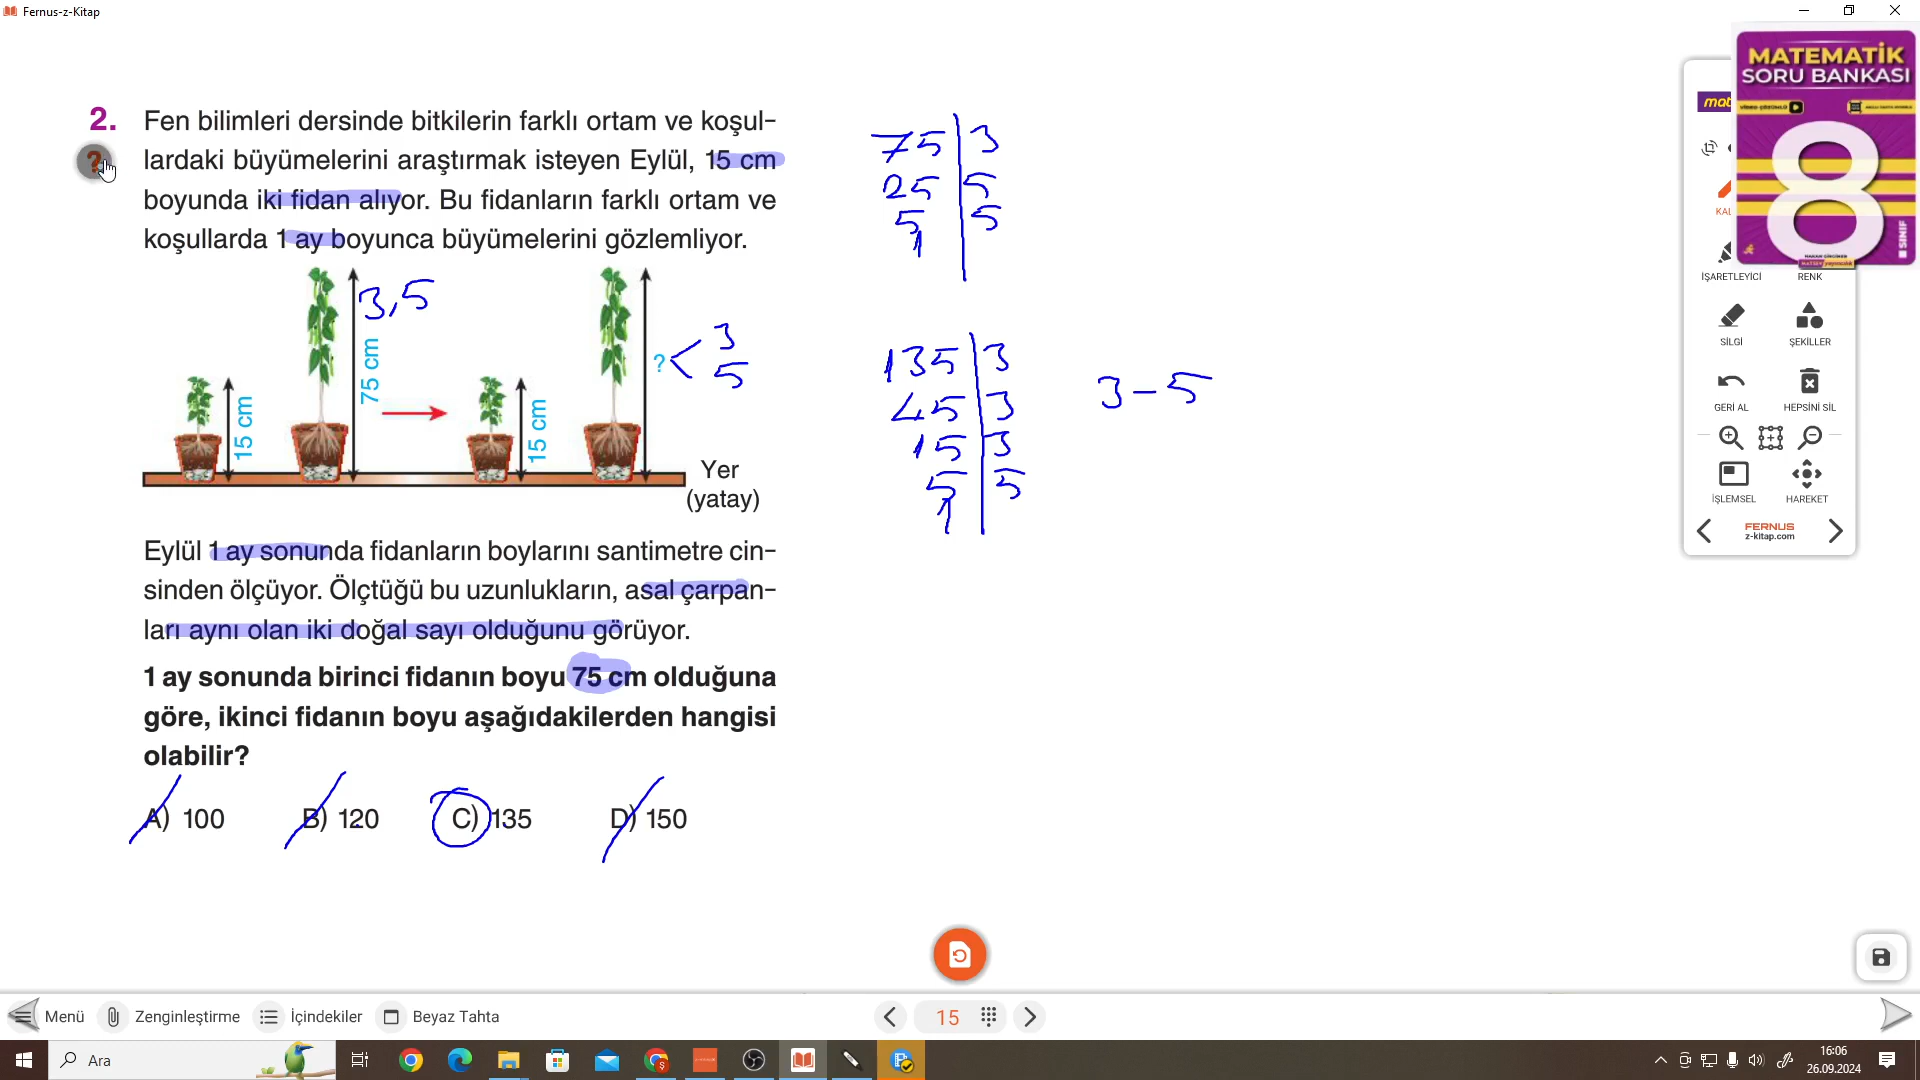 Fernus-z-Kitap
MATEMATİK
SORU BANKASI
8
2. Fen bilimleri dersinde bitkilerin farklı ortam ve koşul-
lardaki büyümelerini araştırmak isteyen Eylül, 15 cm
boyunda iki fidan alıyor. Bu fidanların farklı ortam ve
koşullarda 1 ay boyunca büyümelerini gözlemliyor.
75 3
25 5
5 5
1
3,5
15 cm
75 cm
15 cm
? < 3
5
Yer
(yatay)
135 3
45 3
15 3
5 5
1
3 - 5
Eylül 1 ay sonunda fidanların boylarını santimetre cin-
sinden ölçüyor. Ölçtüğü bu uzunlukların, asal çarpan-
ları aynı olan iki doğal sayı olduğunu görüyor.
1 ay sonunda birinci fidanın boyu 75 cm olduğuna
göre, ikinci fidanın boyu aşağıdakilerden hangisi
olabilir?
A) 100 B) 120 C) 135 D) 150
İŞARETLEYİCİ RENK
SİLGİ ŞEKİLLER
GERİ AL HEPSİNİ SİL
İŞLEMSEL HAREKET
FERNUS
z-kitap.com
Menü Zenginleştirme İçindekiler Beyaz Tahta 15
Ara
16:06
26.09.2024